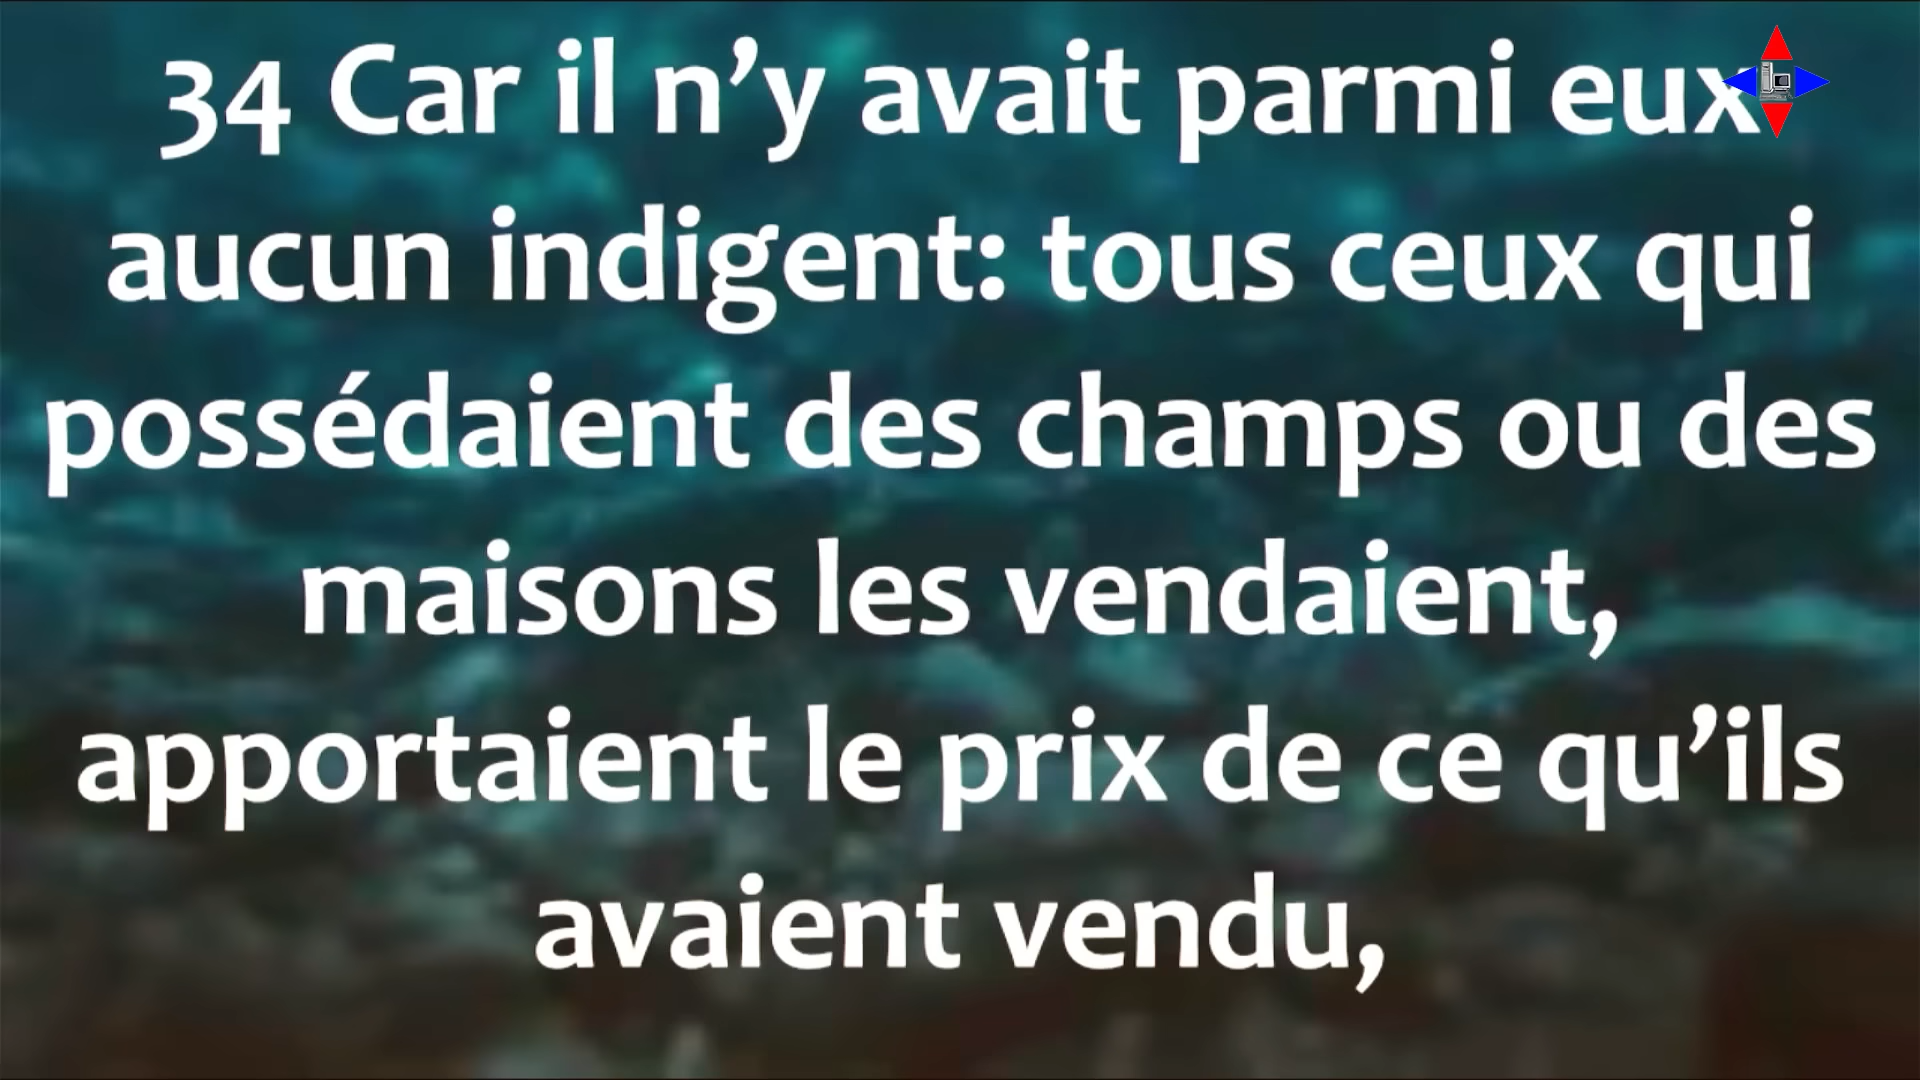 34 Car il n’y avait parmi eux
aucun indigent: tous ceux qui
possédaient des champs ou des
maisons les vendaient,
apportaient le prix de ce qu’ils
avaient vendu,